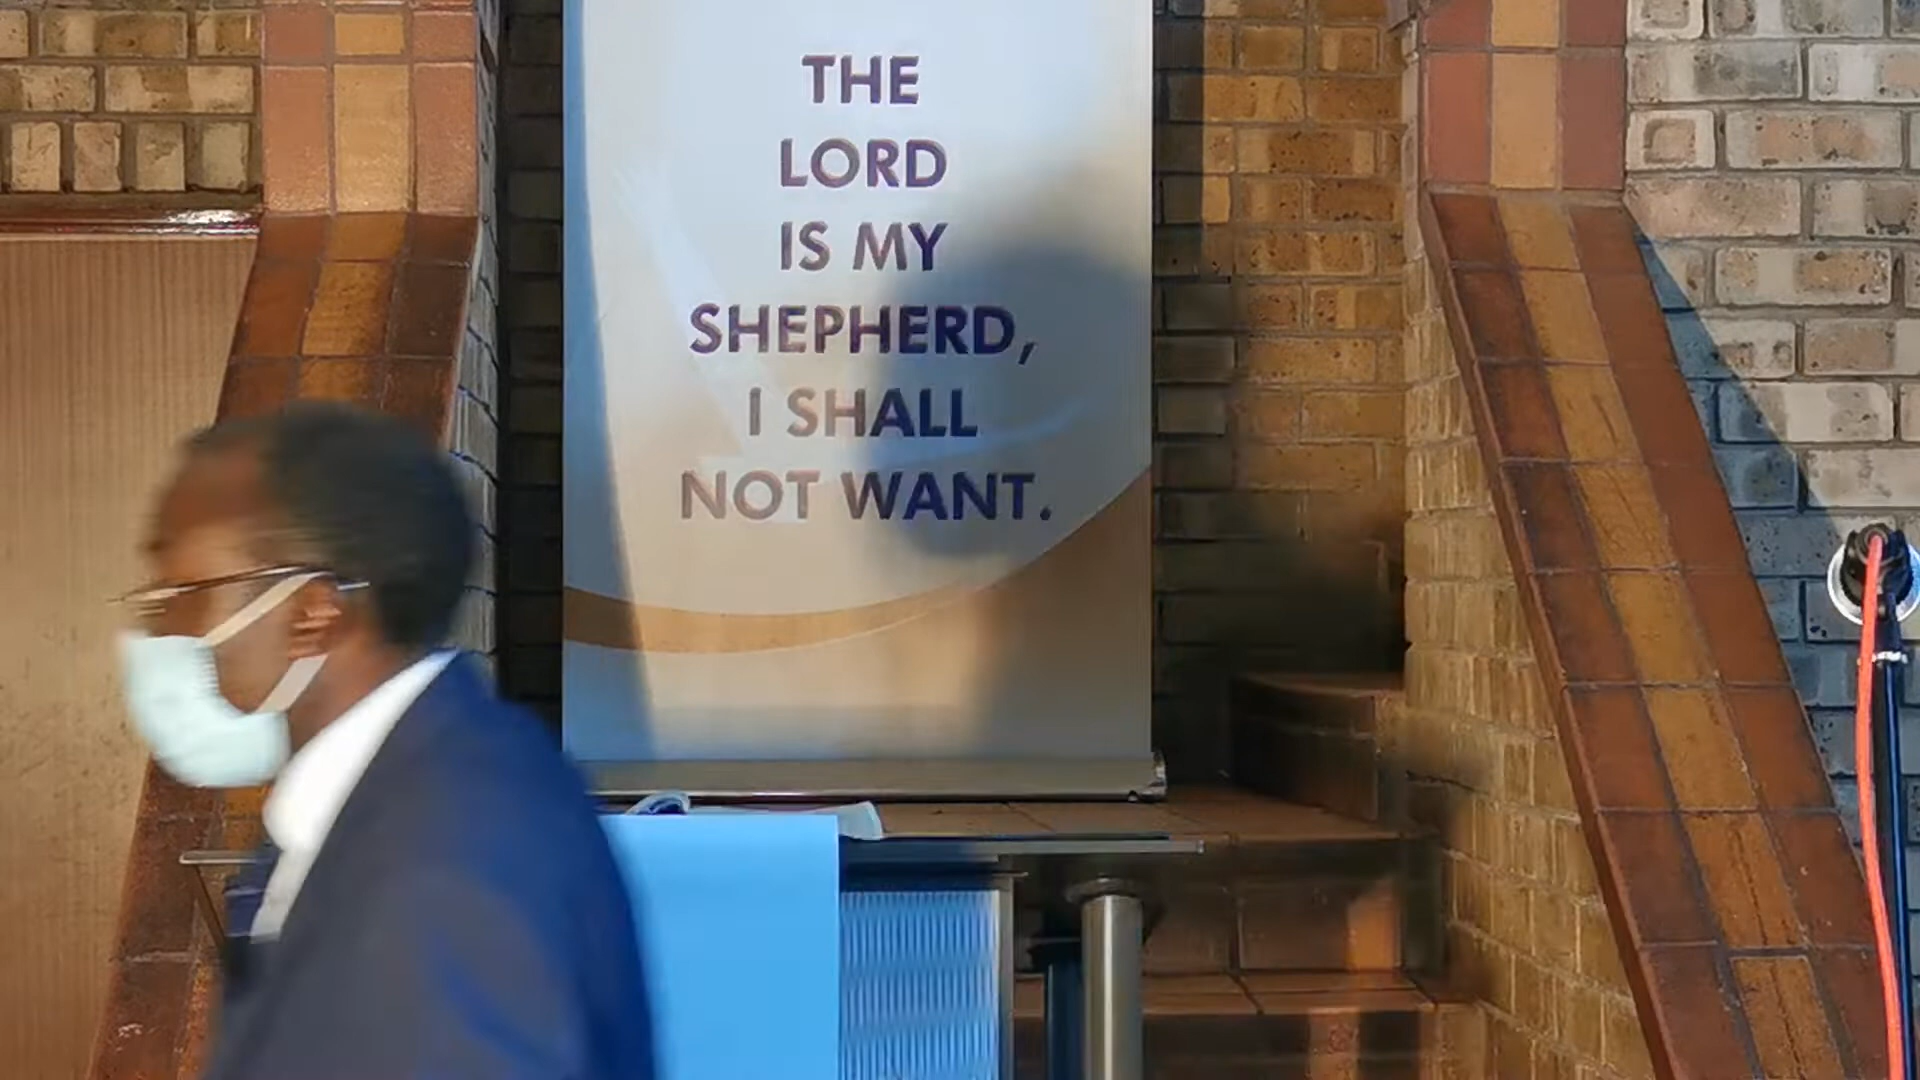 THE
LORD
IS MY
SHEPHERD,
I SHALL
NOT WANT.